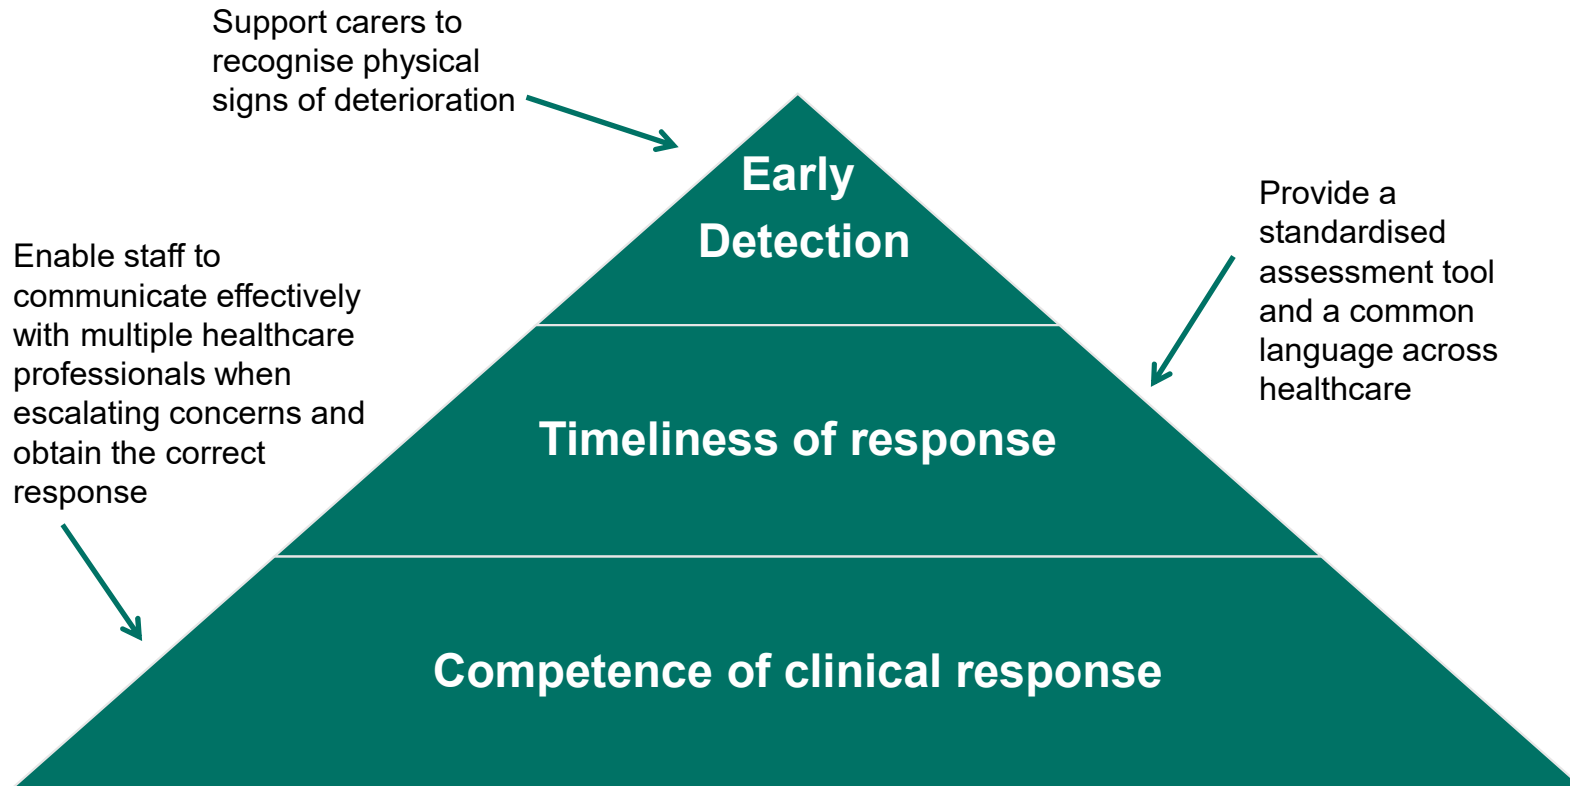 Support carers to
recognise physical
signs of deterioration
Early
Detection
Provide a
standardised
assessment tool
and a common
language across
healthcare
Enable staff to
communicate effectively
with multiple healthcare
professionals when
escalating concerns and
obtain the correct
response
Timeliness of response
Competence of clinical response